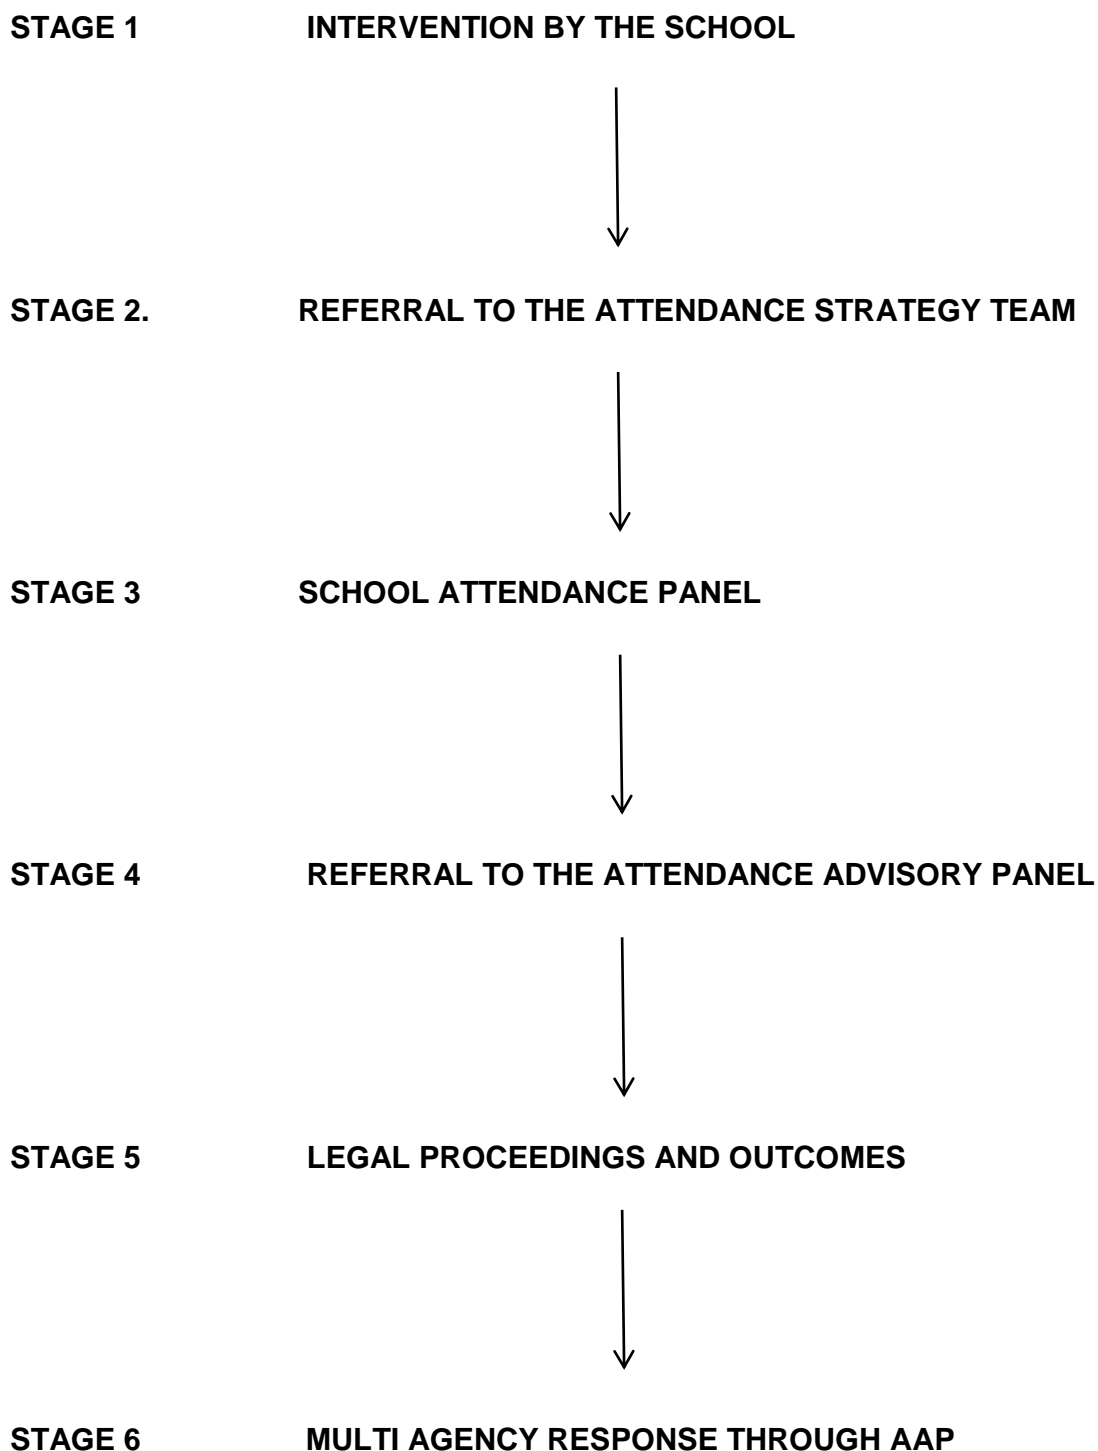 STAGE 1 INTERVENTION BY THE SCHOOL
STAGE 2. REFERRAL TO THE ATTENDANCE STRATEGY TEAM
STAGE 3 SCHOOL ATTENDANCE PANEL
STAGE 4 REFERRAL TO THE ATTENDANCE ADVISORY PANEL
STAGE 5 LEGAL PROCEEDINGS AND OUTCOMES
STAGE 6 MULTI AGENCY RESPONSE THROUGH AAP